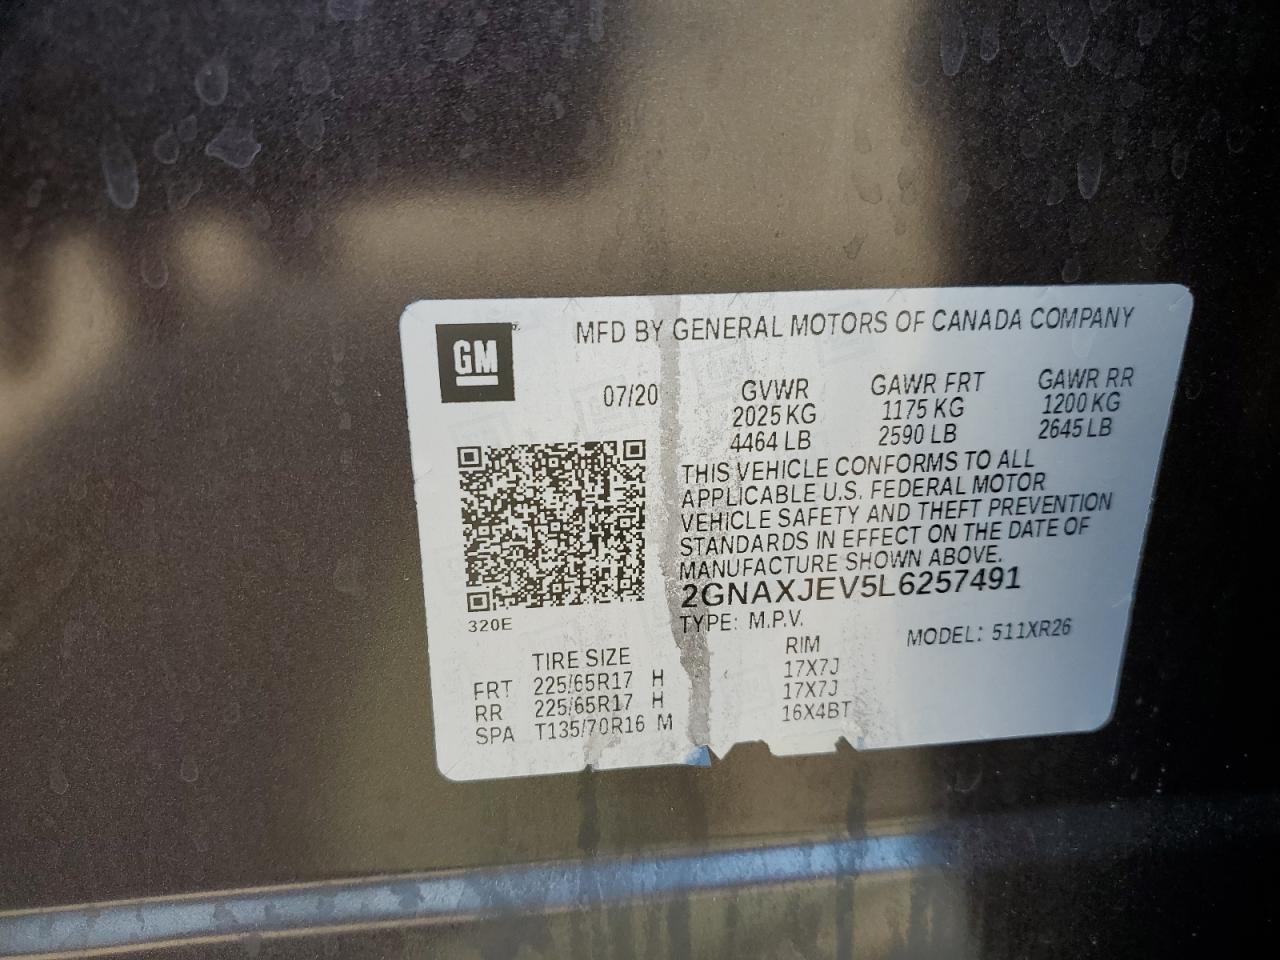 MFD BY GENERAL MOTORS OF CANADA COMPANY
GM
07/20
GVWR GAWR FRT GAWR RR
2025 KG 1175 KG 1200 KG
4464 LB 2590 LB 2645 LB
THIS VEHICLE CONFORMS TO ALL
APPLICABLE U.S. FEDERAL MOTOR
VEHICLE SAFETY AND THEFT PREVENTION
STANDARDS IN EFFECT ON THE DATE OF
MANUFACTURE SHOWN ABOVE.
2GNAXJEV5L6257491
320E
TYPE: M.P.V. MODEL: 511XR26
TIRE SIZE RIM
FRT 225/65R17 H 17X7J
RR 225/65R17 H 17X7J
SPA T135/70R16 M 16X4BT